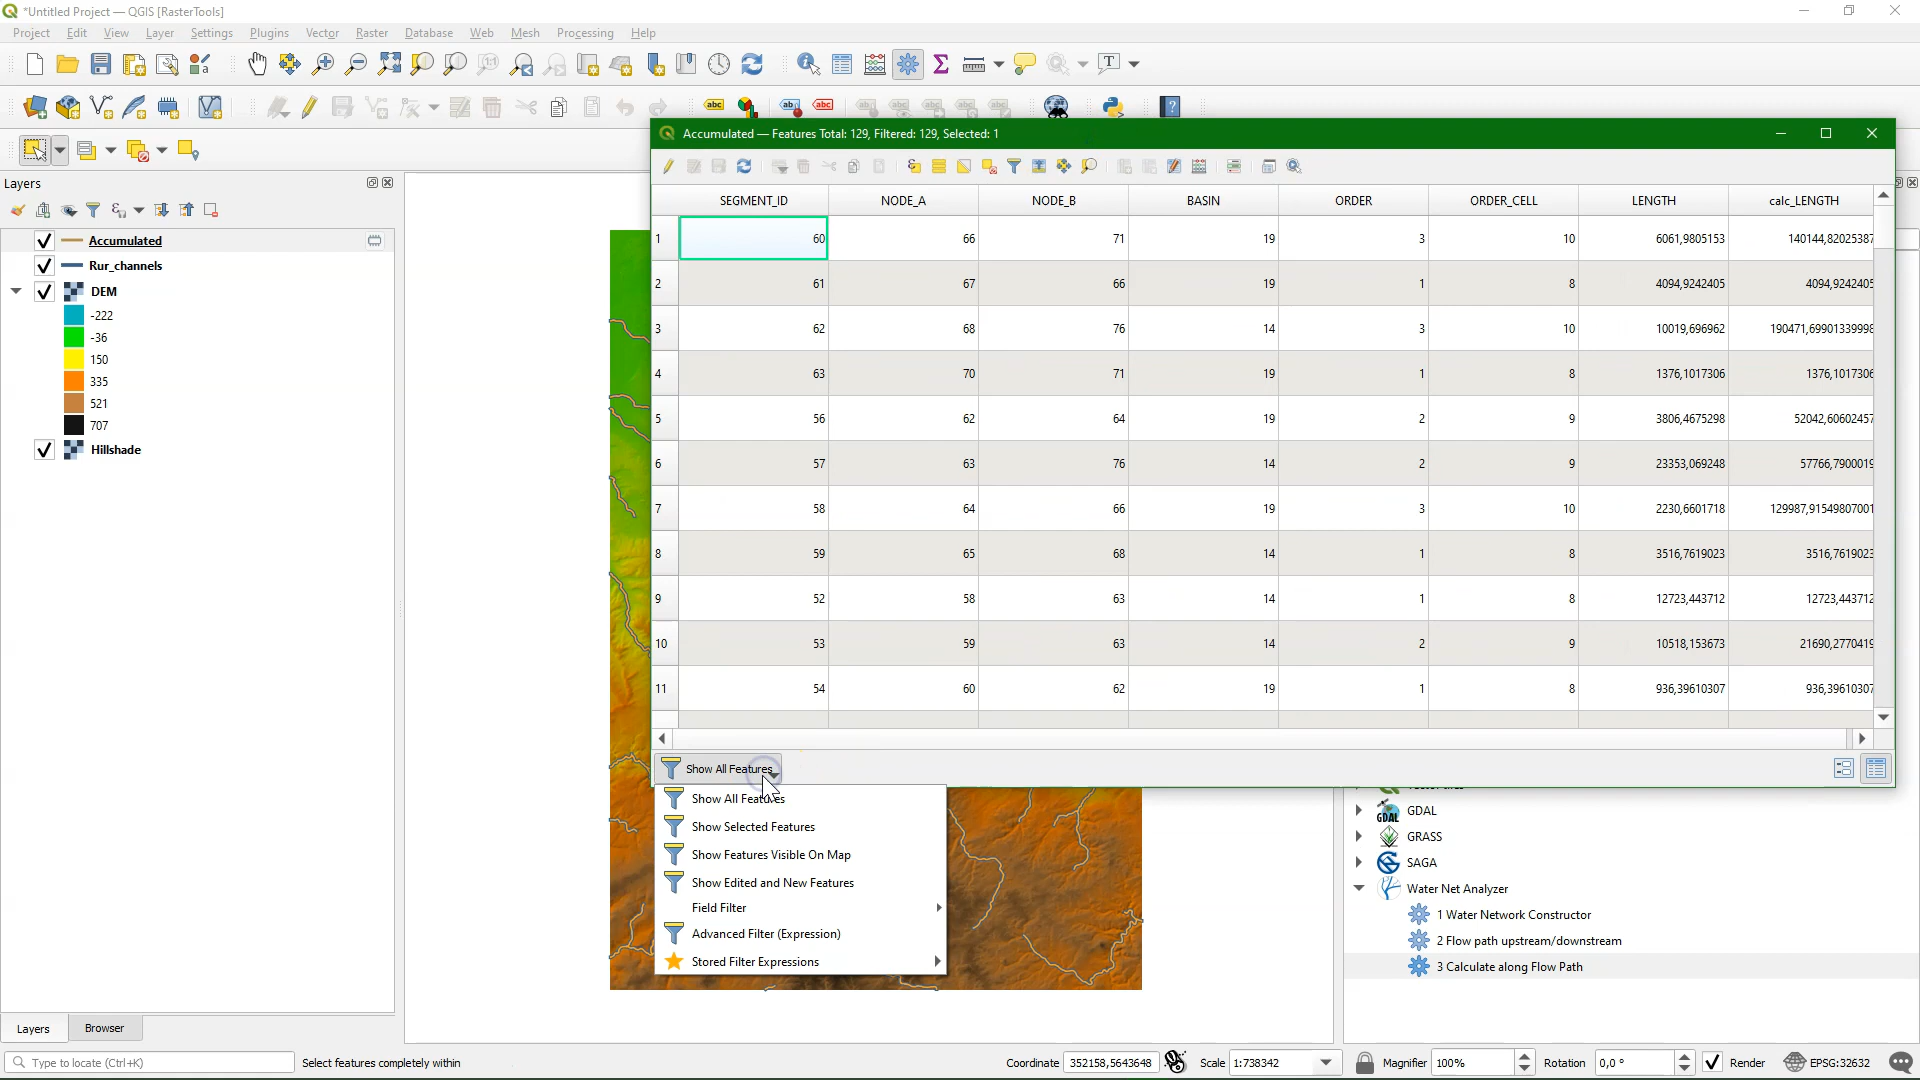 *Untitled Project — QGIS [RasterTools]
Project Edit View Layer Settings Plugins Vector Raster Database Web Mesh Processing Help
Accumulated — Features Total: 129, Filtered: 129, Selected: 1
Layers
SEGMENT_ID NODE_A NODE_B BASIN ORDER ORDER_CELL LENGTH calc_LENGTH
1 60 66 71 19 3 10 6061,9805153 140144,82025387
2 61 67 66 19 1 8 4094,9242405 4094,9242405
3 62 68 76 14 3 10 10019,696962 190471,69901339998
4 63 70 71 19 1 8 1376,1017306 1376,1017306
5 56 62 64 19 2 9 3806,4675298 52042,60602457
6 57 63 76 14 2 9 23353,069248 57766,7900019
7 58 64 66 19 3 10 2230,6601718 129987,91549807001
8 59 65 68 14 1 8 3516,7619023 3516,7619023
9 52 58 63 14 1 8 12723,443712 12723,443712
10 53 59 63 14 2 9 10518,153673 21690,2770419
11 54 60 62 19 1 8 936,39610307 936,39610307
Accumulated
Rur_channels
DEM
-222
-36
150
335
521
707
Hillshade
Show All Features
Show All Features
Show Selected Features
Show Features Visible On Map
Show Edited and New Features
Field Filter
Advanced Filter (Expression)
Stored Filter Expressions
GDAL
GRASS
SAGA
Water Net Analyzer
1 Water Network Constructor
2 Flow path upstream/downstream
3 Calculate along Flow Path
Layers Browser
Type to locate (Ctrl+K) Select features completely within Coordinate 352158,5643648 Scale 1:738342 Magnifier 100% Rotation 0,0 ° Render EPSG:32632